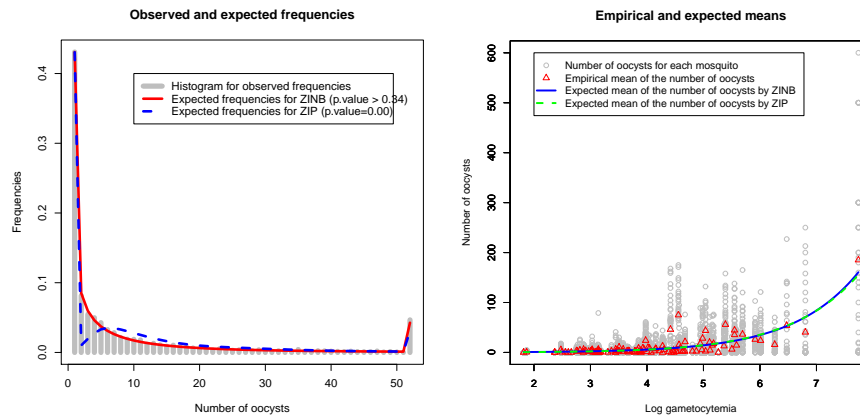 Observed and expected frequencies
Histogram for observed frequencies
Expected frequencies for ZINB (p.value > 0.34)
Expected frequencies for ZIP (p.value=0.00)
Frequencies
0.4
0.3
0.2
0.1
0.0
0 10 20 30 40 50
Number of oocysts
Empirical and expected means
Number of oocysts for each mosquito
Empirical mean of the number of oocysts
Expected mean of the number of oocysts by ZINB
Expected mean of the number of oocysts by ZIP
Number of oocysts
600
500
400
300
200
100
0
2 3 4 5 6 7
Log gametocytemia